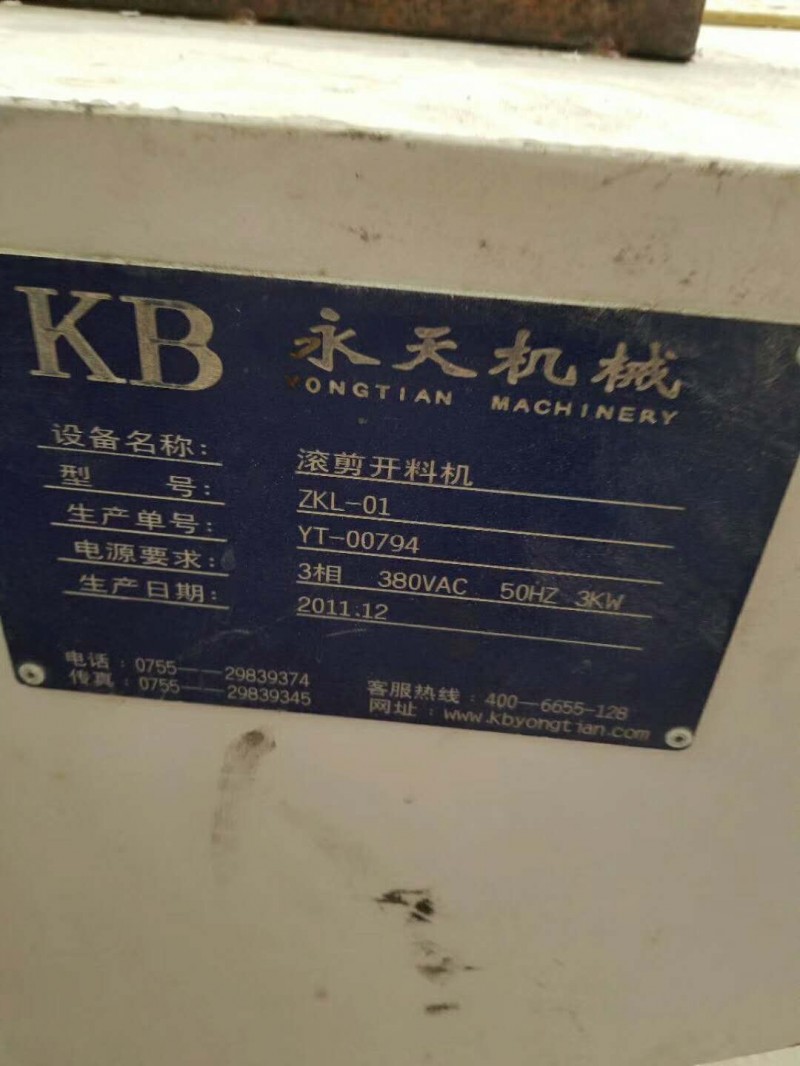 KB 永天机械
YONGTIAN MACHINERY
设备名称: 滚剪开料机
型 号: ZKL-01
生产单号: YT-00794
电源要求: 3相 380VAC 50HZ 3KW
生产日期: 2011.12
电话:0755——29839374
传真:0755——29839345
客服热线:400-6655-128
网址:www.kbyongtian.com